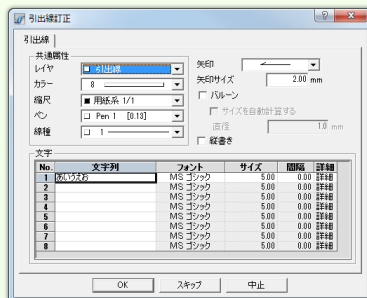 引出線訂正
引出線
共通属性
レイヤ 引出線
カラー 8
縮尺 用紙系 1/1
ペン Pen 1 [0.13]
線種 1
矢印
矢印サイズ 2.00 mm
バルーン
サイズを自動計算する
直径 1.0 mm
縦書き
文字
No. 文字列 フォント サイズ 間隔 詳細
1 あいうえお MS ゴシック 5.00 0.00 詳細
2 MS ゴシック 5.00 0.00 詳細
3 MS ゴシック 5.00 0.00 詳細
4 MS ゴシック 5.00 0.00 詳細
5 MS ゴシック 5.00 0.00 詳細
6 MS ゴシック 5.00 0.00 詳細
7 MS ゴシック 5.00 0.00 詳細
8 MS ゴシック 5.00 0.00 詳細
OK スキップ 中止